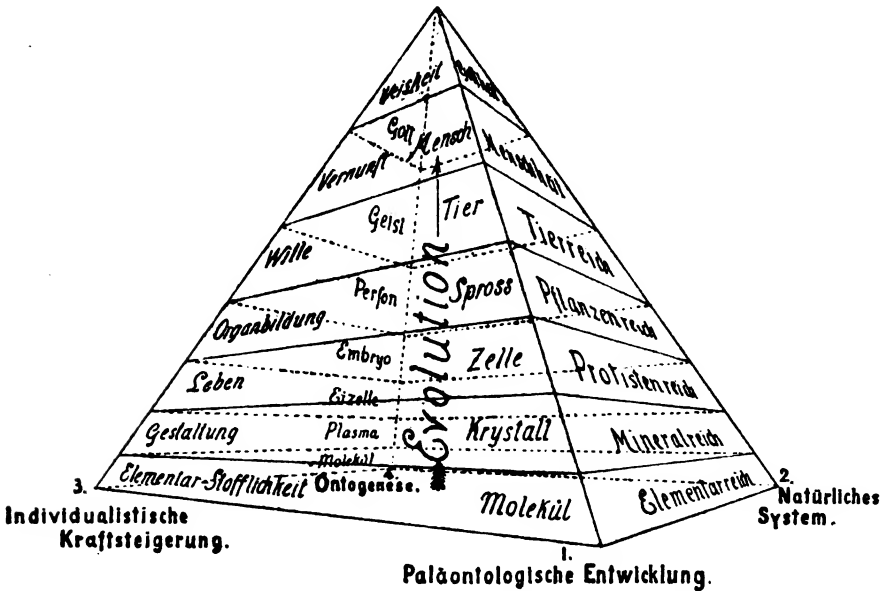 Weisheit
Gott Mensch Menschheit
Vernunft
Geist Tier Tierreich
Wille
Person Spross Pflanzenreich
Organbildung
Embryo Zelle Protistenreich
Leben
Eizelle
Gestaltung Plasma Krystall Mineralreich
Molekül
Elementar-Stofflichkeit Ontogenese. Molekül Elementarreich
Evolution
4.
3.
Individualistische
Kraftsteigerung.
2.
Natürliches
System.
1.
Paläontologische Entwicklung.